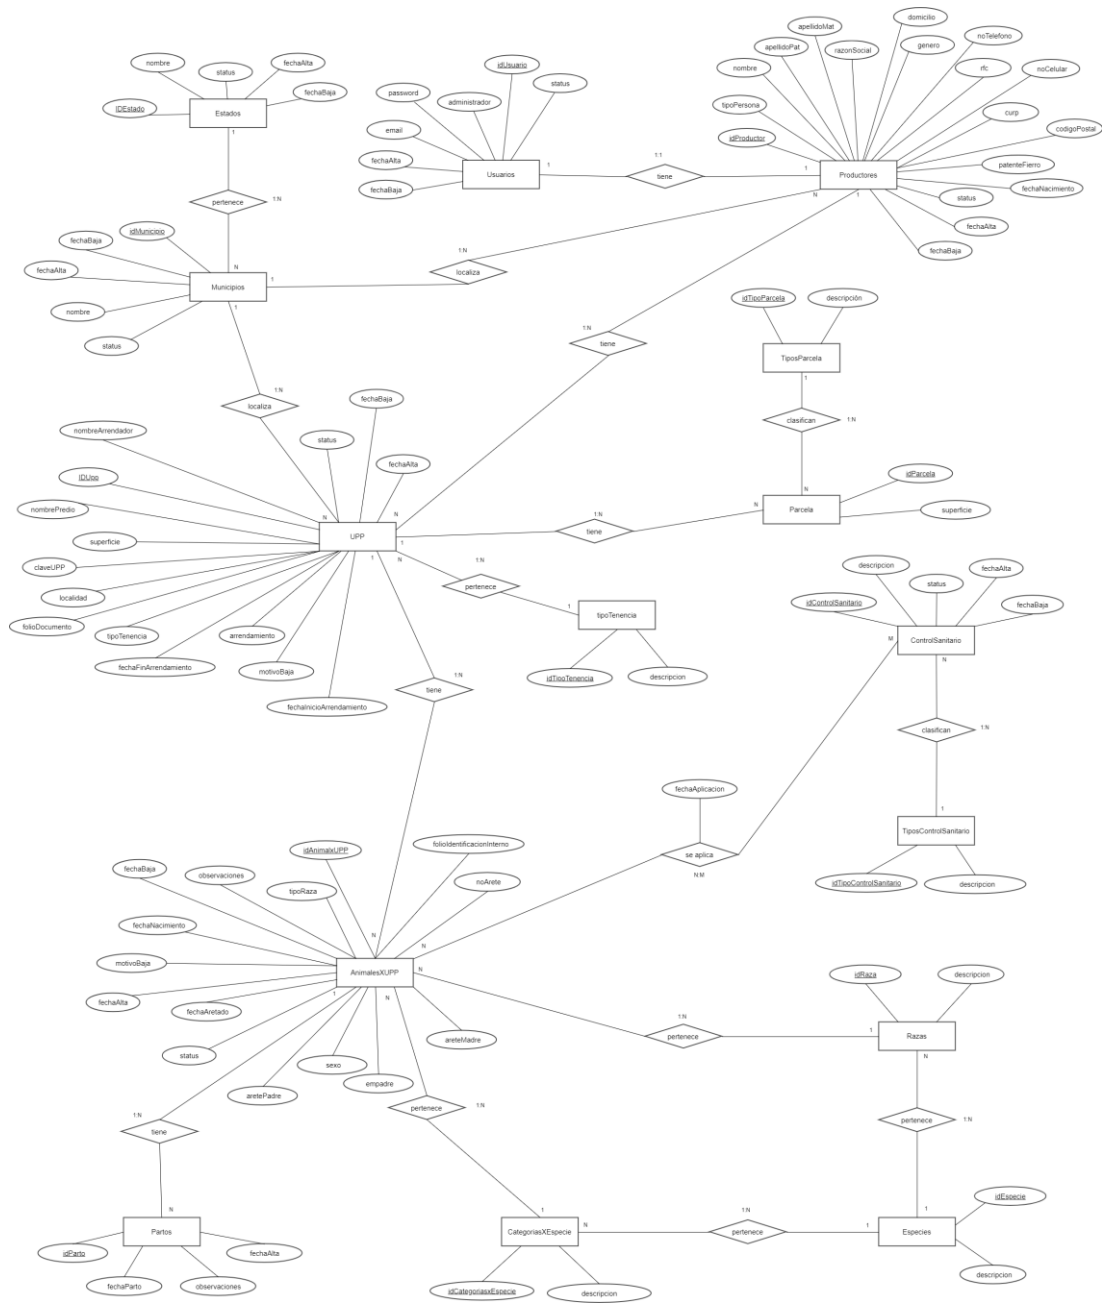 domicilio
apellidoMat
noTelefono
apellidoPat
razonSocial
genero
nombre
status
fechaAlta
idUsuario
nombre
rfc
noCelular
password
administrador
status
fechaBaja
tipoPersona
IDEstado
Estados
curp
email
codigoPostal
1
idProductor
fechaAlta
1
1:1
1
patenteFierro
Usuarios
tiene
Productores
fechaBaja
fechaNacimiento
N
1
status
pertenece
1:N
fechaAlta
idMunicipio
fechaBaja
fechaBaja
1:N
fechaAlta
N
localiza
1
Municipios
idTipoParcela
descripción
nombre
1
status
1:N
tiene
TiposParcela
1
1:N
fechaBaja
localiza
clasifican
1:N
nombreArrendador
status
fechaAlta
IDUpp
idParcela
N
nombrePredio
N
N
1:N
N
Parcela
superficie
UPP
tiene
superficie
1
claveUPP
1
N
1:N
descripcion
status
fechaAlta
pertenece
localidad
idControlSanitario
fechaBaja
folioDocumento
1
tipoTenencia
tipoTenencia
arrendamiento
M
ControlSanitario
fechaFinArrendamiento
N
motivoBaja
1:N
idTipoTenencia
descripcion
tiene
fechaInicioArrendamiento
clasifican
1:N
fechaAplicacion
1
TiposControlSanitario
folioIdentificacionInterno
idAnimalxUPP
se aplica
fechaBaja
observaciones
N:M
tipoRaza
noArete
idTipoControlSanitario
descripcion
fechaNacimiento
N
N
motivoBaja
AnimalesXUPP
N
idRaza
descripcion
fechaAlta
1
N
fechaAretado
1:N
1
pertenece
Razas
status
areteMadre
N
sexo
empadre
aretePadre
1:N
1:N
pertenece
pertenece
1:N
tiene
N
1
1
idEspecie
Partos
N
1:N
1
CategoriasXEspecie
pertenece
Especies
idParto
fechaAlta
fechaParto
observaciones
descripcion
idCategoriasxEspecie
descripcion